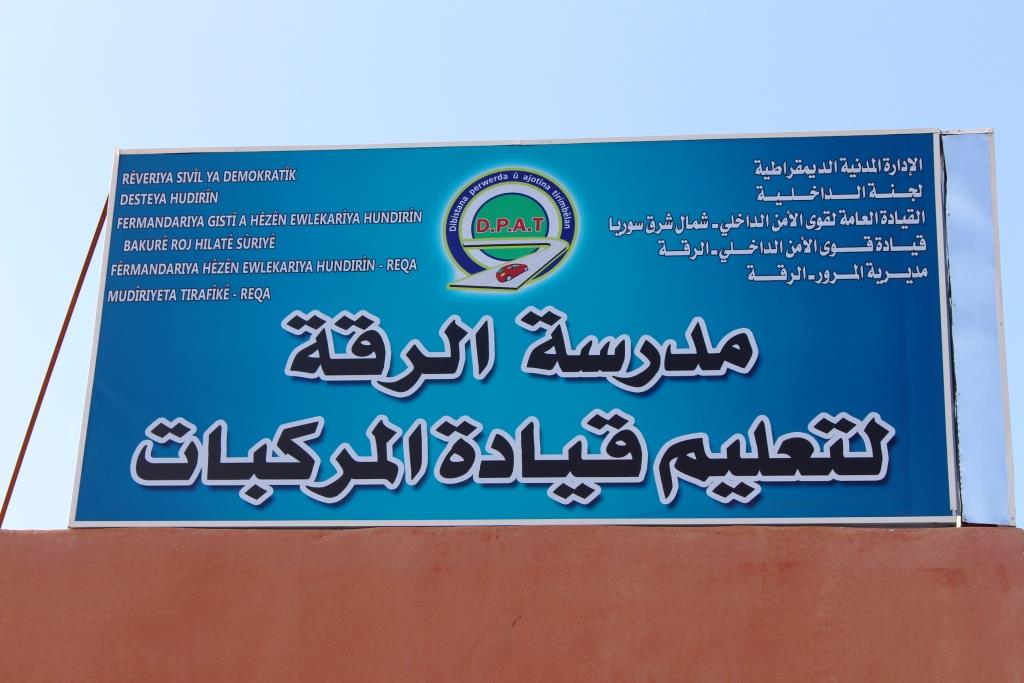 RÊVERIYA SIVÎL YA DEMOKRATÎK
DESTEYA HUDIRÎN
FERMANDARIYA GISTÎ A HÊZÊN EWLEKARÎYA HUNDIRÎN
BAKURÊ ROJ HILATÊ SÛRIYÊ
FÊRMANDARIYA HÊZÊN EWLEKARIYA HUNDIRÎN - REQA
MUDÎRIYETA TIRAFÎKÊ - REQA
Dibistana perwerda û ajotina tirimbêlan
D.P.A.T
الإدارة المدنية الديمقراطية
لجنة الداخلية
القيادة العامة لقوى الأمن الداخلي - شمال شرق سوريا
قيادة قوى الأمن الداخلي - الرقة
مديرية المرور - الرقة
مدرسة الرقة
لتعليم قيادة المركبات